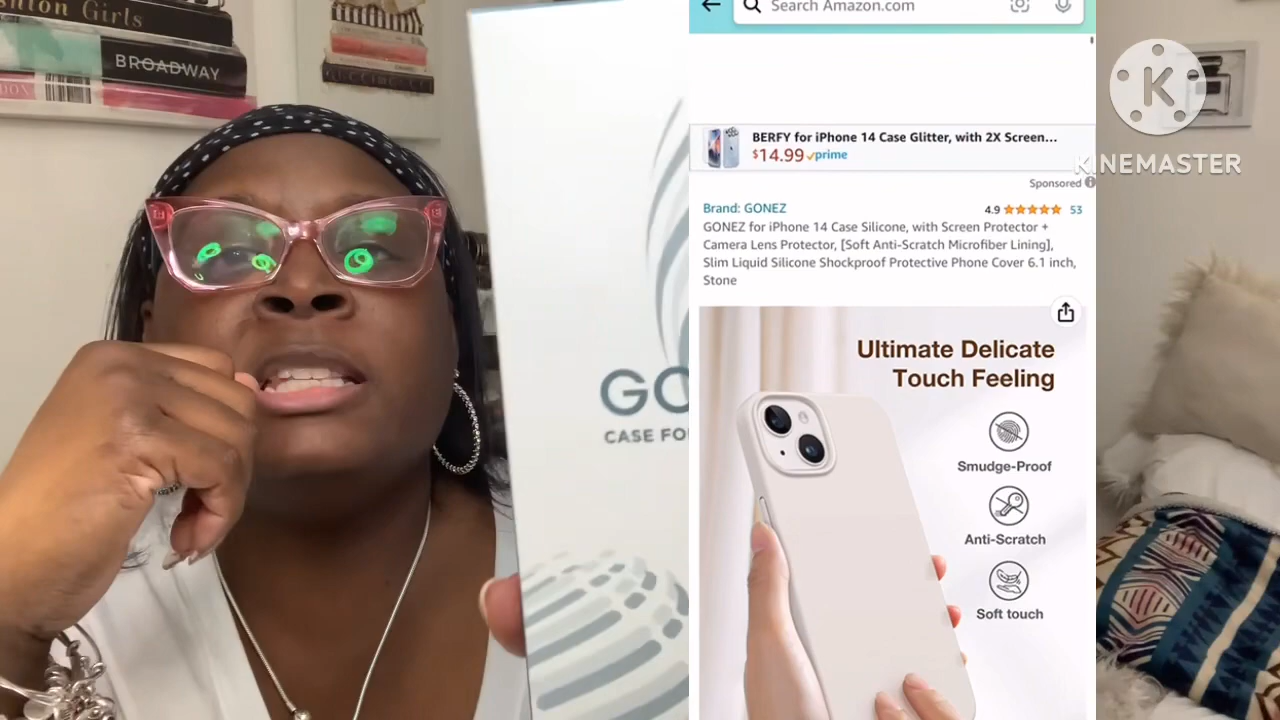 shion Girls
BROADWAY
GO
CASE FO
Search Amazon.com
BERFY for iPhone 14 Case Glitter, with 2X Screen...
$14.99 prime
Sponsored
Brand: GONEZ
4.9
53
GONEZ for iPhone 14 Case Silicone, with Screen Protector +
Camera Lens Protector, [Soft Anti-Scratch Microfiber Lining],
Slim Liquid Silicone Shockproof Protective Phone Cover 6.1 inch,
Stone
Ultimate Delicate
Touch Feeling
Smudge-Proof
Anti-Scratch
Soft touch
K
KINEMASTER